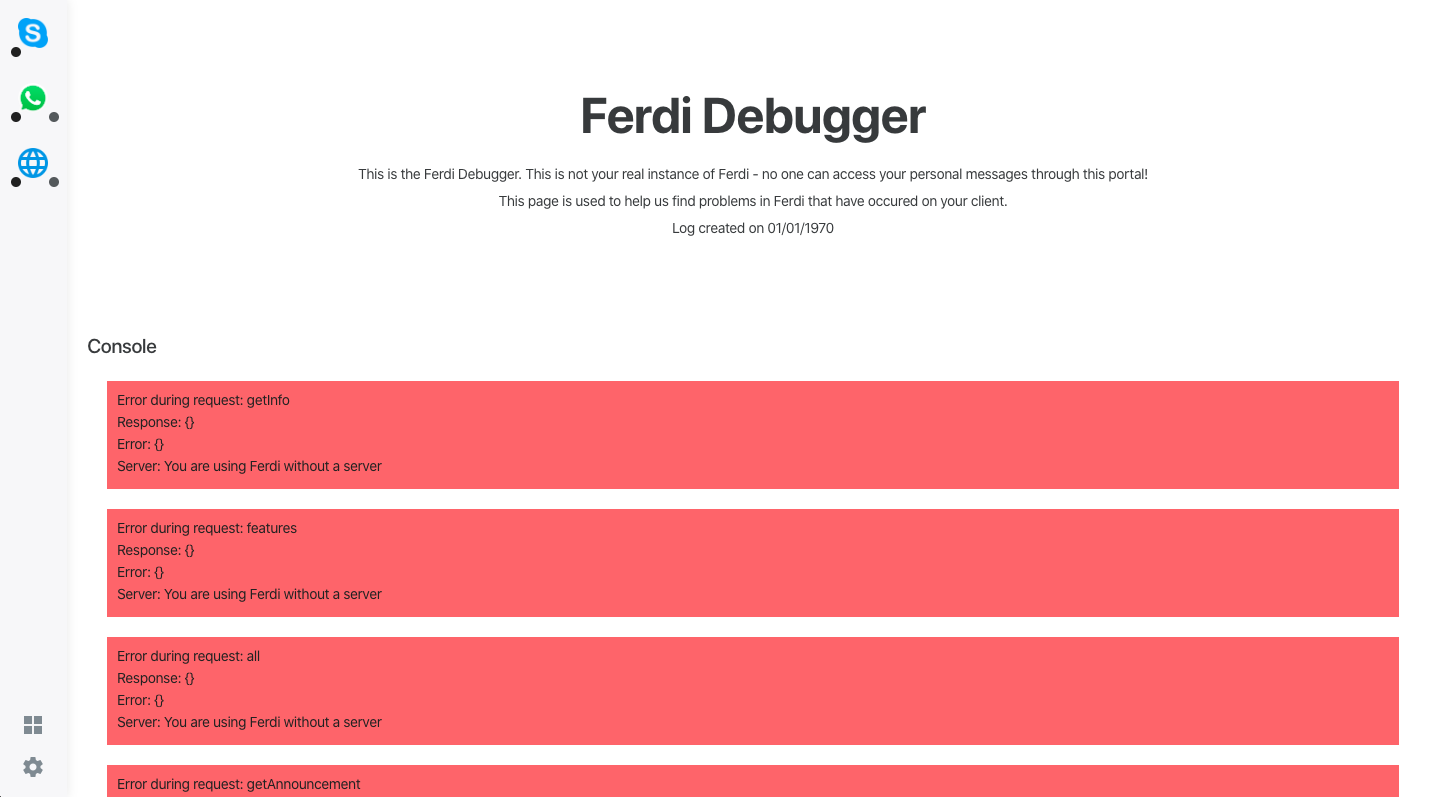 Ferdi Debugger
This is the Ferdi Debugger. This is not your real instance of Ferdi - no one can access your personal messages through this portal!
This page is used to help us find problems in Ferdi that have occured on your client.
Log created on 01/01/1970
Console
Error during request: getInfo
Response: {}
Error: {}
Server: You are using Ferdi without a server
Error during request: features
Response: {}
Error: {}
Server: You are using Ferdi without a server
Error during request: all
Response: {}
Error: {}
Server: You are using Ferdi without a server
Error during request: getAnnouncement